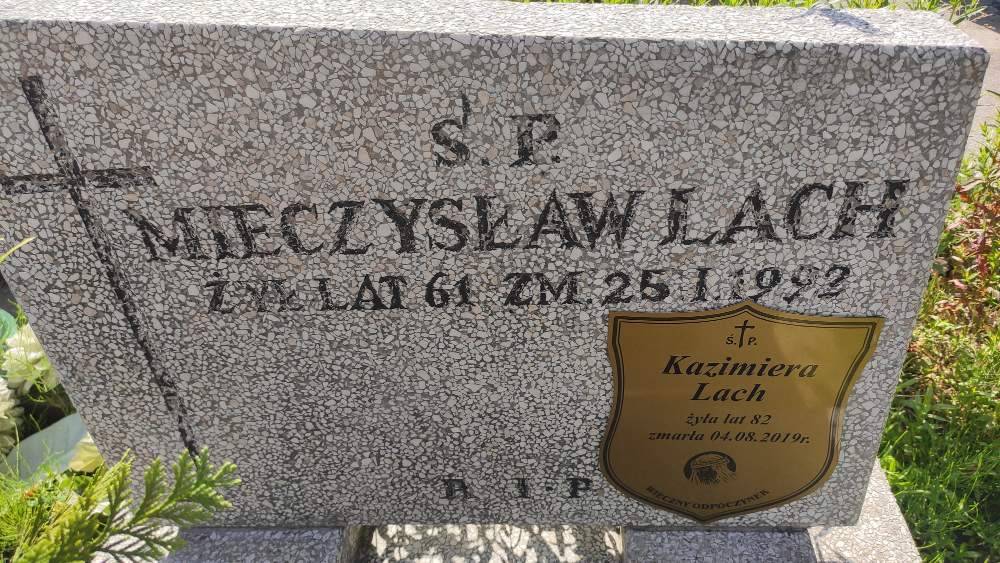 Ś. P.
MIECZYSŁAW LACH
ŻYŁ LAT 61 ZM. 25 I 1992
Ś. P.
Kazimiera
Lach
żyła lat 82
zmarła 04.08.2019r.
WIECZNY ODPOCZYNEK
R. I. P